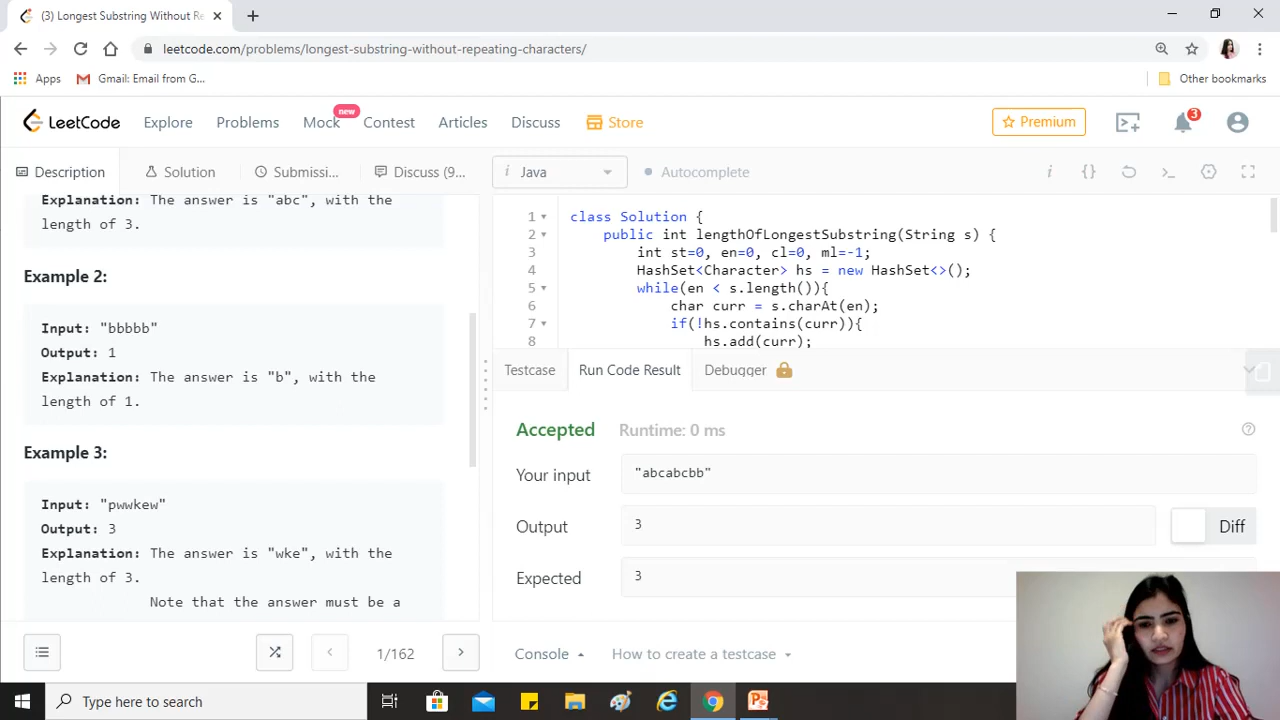 (3) Longest Substring Without Re
leetcode.com/problems/longest-substring-without-repeating-characters/
Apps
Gmail: Email from G...
Other bookmarks
LeetCode
Explore
Problems
Mock
new
Contest
Articles
Discuss
Store
Premium
3
Description
Solution
Submissi...
Discuss (9...
i Java
Autocomplete
i
{}
Explanation: The answer is "abc", with the
length of 3.
Example 2:
Input: "bbbbb"
Output: 1
Explanation: The answer is "b", with the
length of 1.
Example 3:
Input: "pwwkew"
Output: 3
Explanation: The answer is "wke", with the
length of 3.
Note that the answer must be a
1 class Solution {
2 public int lengthOfLongestSubstring(String s) {
3 int st=0, en=0, cl=0, ml=-1;
4 HashSet<Character> hs = new HashSet<>();
5 while(en < s.length()){
6 char curr = s.charAt(en);
7 if(!hs.contains(curr)){
8 hs.add(curr);
Testcase
Run Code Result
Debugger
Accepted
Runtime: 0 ms
Your input
"abcabcbb"
Output
3
Diff
Expected
3
1/162
Console
How to create a testcase
Type here to search